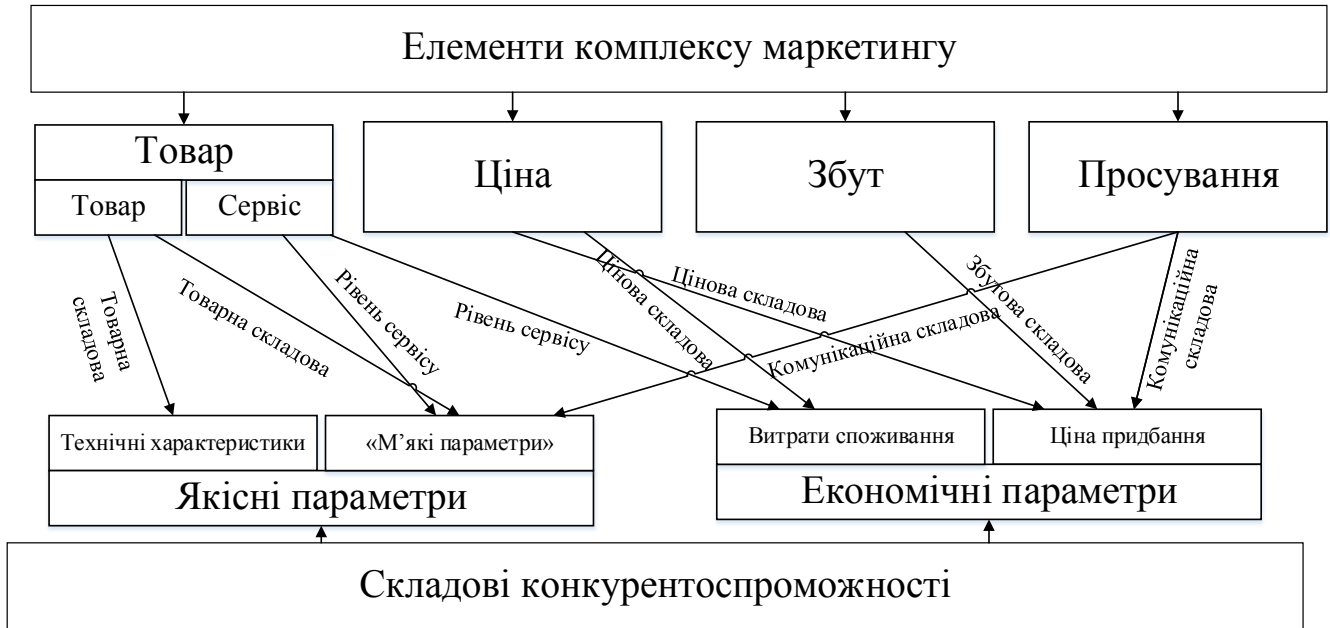 Елементи комплексу маркетингу
Товар
Ціна
Збут
Просування
Товар
Сервіс
Товарна
складова
Товарна складова
Рівень сервісу
Рівень сервісу
Цінова складова
Цінова складова
Комунікаційна складова
Збутова складова
Комунікаційна
складова
Технічні характеристики
«М’які параметри»
Витрати споживання
Ціна придбання
Якісні параметри
Економічні параметри
Складові конкурентоспроможності